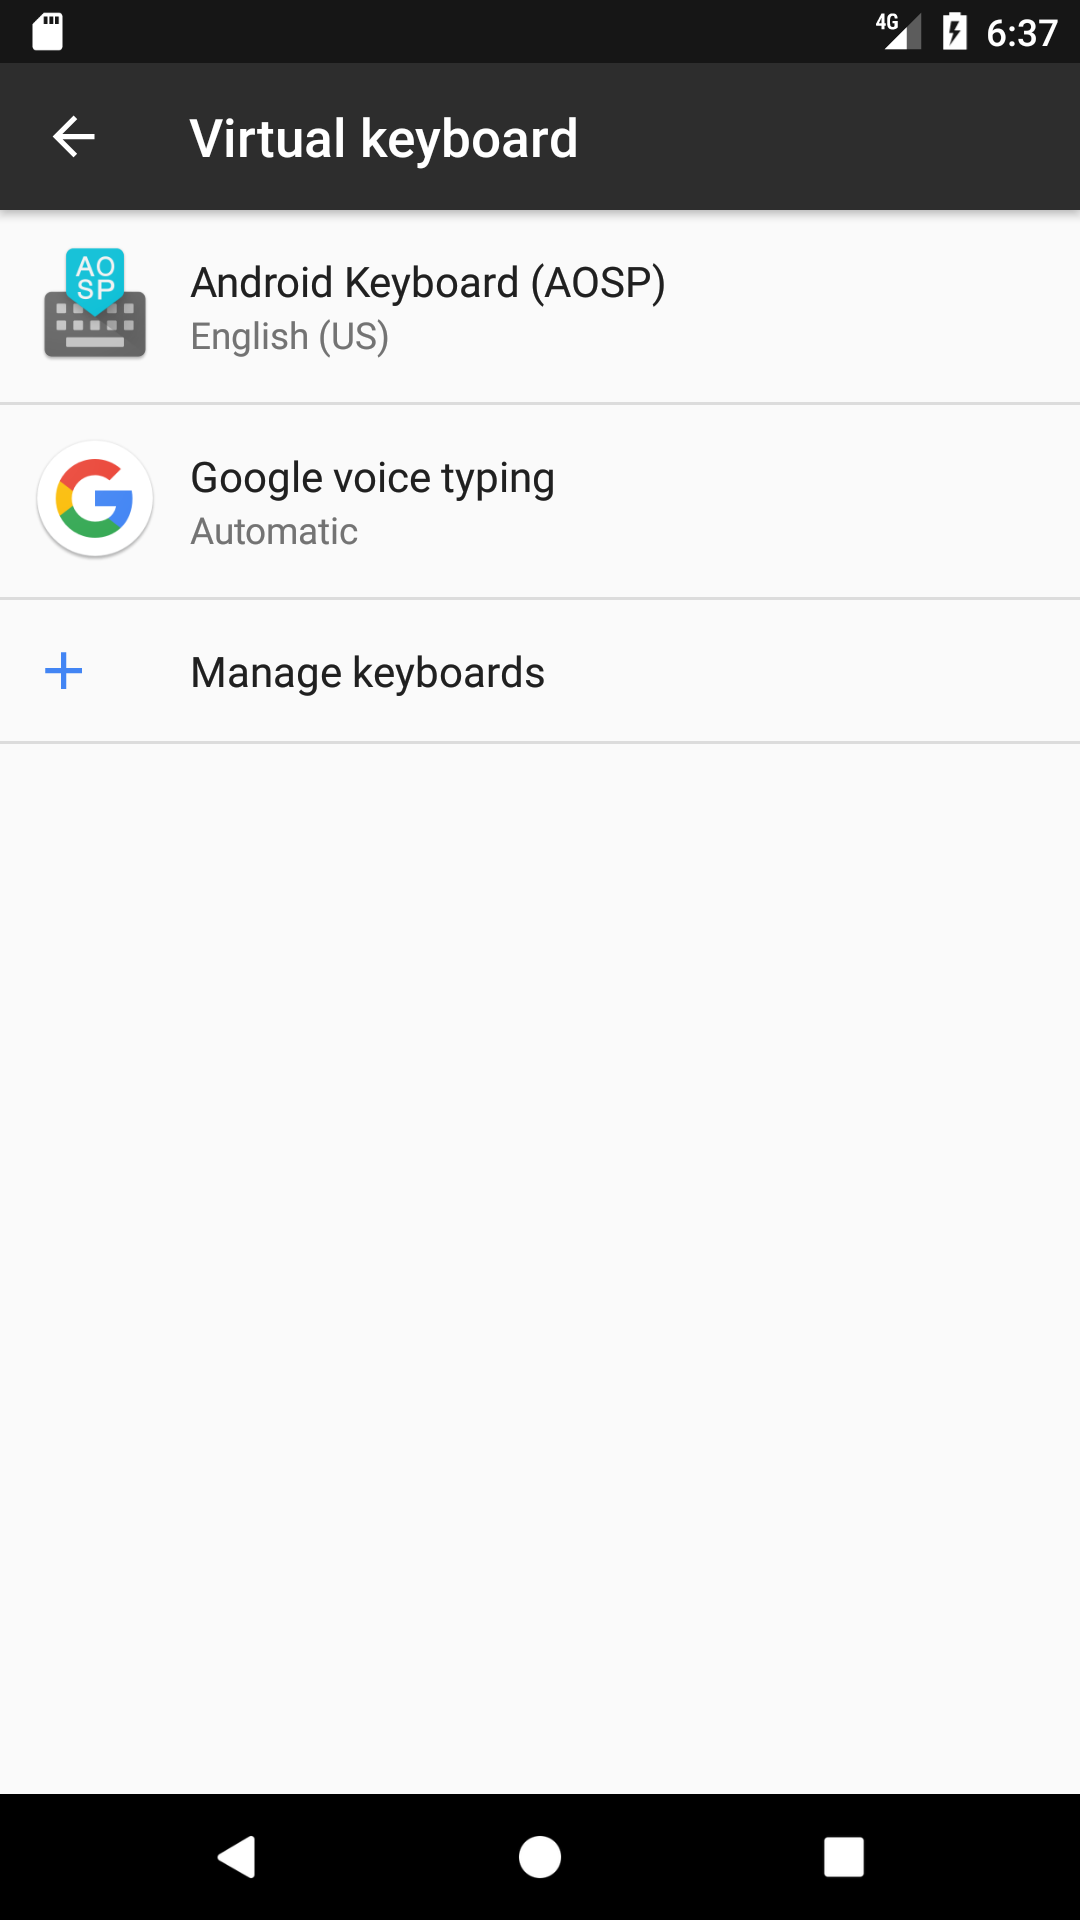 4G 6:37
Virtual keyboard
AO
SP
Android Keyboard (AOSP)
English (US)
Google voice typing
Automatic
Manage keyboards